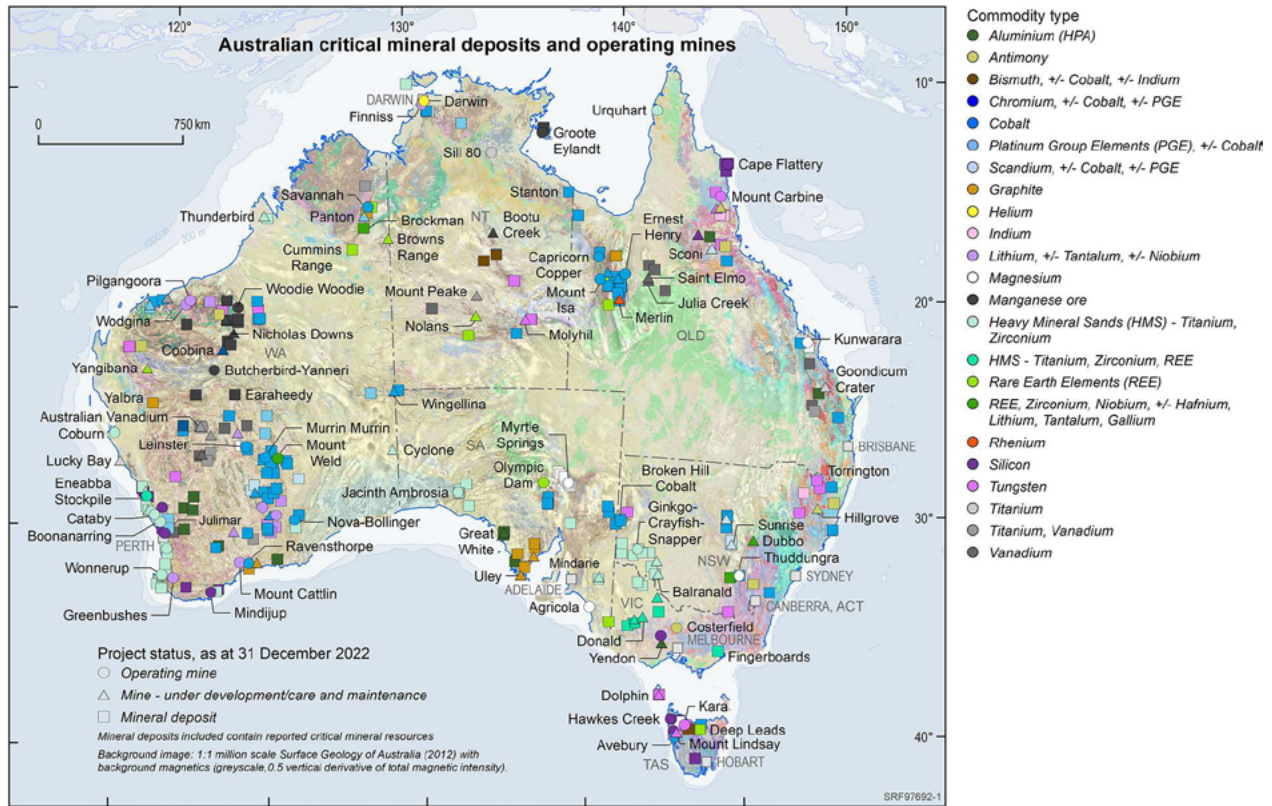 120°
130°
140°
150°
Australian critical mineral deposits and operating mines
0
750 km
10°
20°
30°
40°
DARWIN
Darwin
Finniss
Urquhart
Groote
Eylandt
Sill 80
Cape Flattery
Savannah
Stanton
Mount Carbine
Thunderbird
Panton
Brockman
NT
Bootu
Creek
Ernest
Henry
Cummins
Range
Browns
Range
Capricorn
Copper
Sconi
Pilgangoora
Woodie Woodie
Mount Peake
Mount
Isa
Saint Elmo
Julia Creek
Wodgina
Nicholas Downs
Nolans
Molyhil
Merlin
Coobina
WA
QLD
Kunwarara
Yangibana
Butcherbird-Yanneri
Goondicum
Crater
Yalbra
Earaheedy
Wingellina
Australian Vanadium
Coburn
Murrin Murrin
Myrtle
Springs
Leinster
Mount
Weld
Cyclone
SA
BRISBANE
Lucky Bay
Olympic
Dam
Broken Hill
Cobalt
Torrington
Eneabba
Stockpile
Jacinth Ambrosia
Ginkgo-
Crayfish-
Snapper
Cataby
Julimar
Nova-Bollinger
Sunrise
Hillgrove
Boonanarring
Great
White
Dubbo
PERTH
Ravensthorpe
Mindarie
NSW
Thuddungra
Wonnerup
Uley
ADELAIDE
SYDNEY
Mount Cattlin
Balranald
Greenbushes
Mindijup
Agricola
VIC
CANBERRA, ACT
Donald
Costerfield
MELBOURNE
Yendon
Fingerboards
Dolphin
Kara
Hawkes Creek
Deep Leads
Avebury
Mount Lindsay
TAS
HOBART
Project status, as at 31 December 2022
Operating mine
Mine - under development/care and maintenance
Mineral deposit
Mineral deposits included contain reported critical mineral resources
Background image: 1:1 million scale Surface Geology of Australia (2012) with
background magnetics (greyscale,0.5 vertical derivative of total magnetic intensity).
SRF97692-1
Commodity type
Aluminium (HPA)
Antimony
Bismuth, +/- Cobalt, +/- Indium
Chromium, +/- Cobalt, +/- PGE
Cobalt
Platinum Group Elements (PGE), +/- Cobalt
Scandium, +/- Cobalt, +/- PGE
Graphite
Helium
Indium
Lithium, +/- Tantalum, +/- Niobium
Magnesium
Manganese ore
Heavy Mineral Sands (HMS) - Titanium,
Zirconium
HMS - Titanium, Zirconium, REE
Rare Earth Elements (REE)
REE, Zirconium, Niobium, +/- Hafnium,
Lithium, Tantalum, Gallium
Rhenium
Silicon
Tungsten
Titanium
Titanium, Vanadium
Vanadium